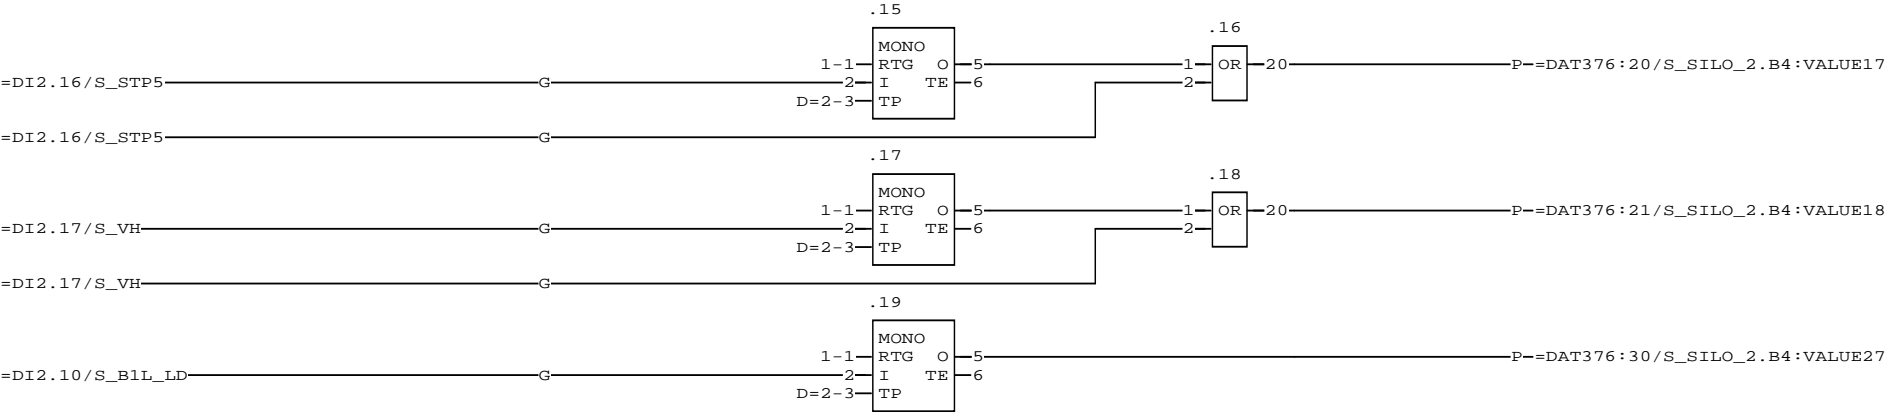 .15
.16
MONO
1-1 RTG O 5 1 OR 20 P =DAT376:20/S_SILO_2.B4:VALUE17
=DI2.16/S_STP5 G 2 I TE 6 2
D=2-3 TP
=DI2.16/S_STP5 G
.17
.18
MONO
1-1 RTG O 5 1 OR 20 P =DAT376:21/S_SILO_2.B4:VALUE18
=DI2.17/S_VH G 2 I TE 6 2
D=2-3 TP
=DI2.17/S_VH G
.19
MONO
1-1 RTG O 5 P =DAT376:30/S_SILO_2.B4:VALUE27
=DI2.10/S_B1L_LD G 2 I TE 6
D=2-3 TP